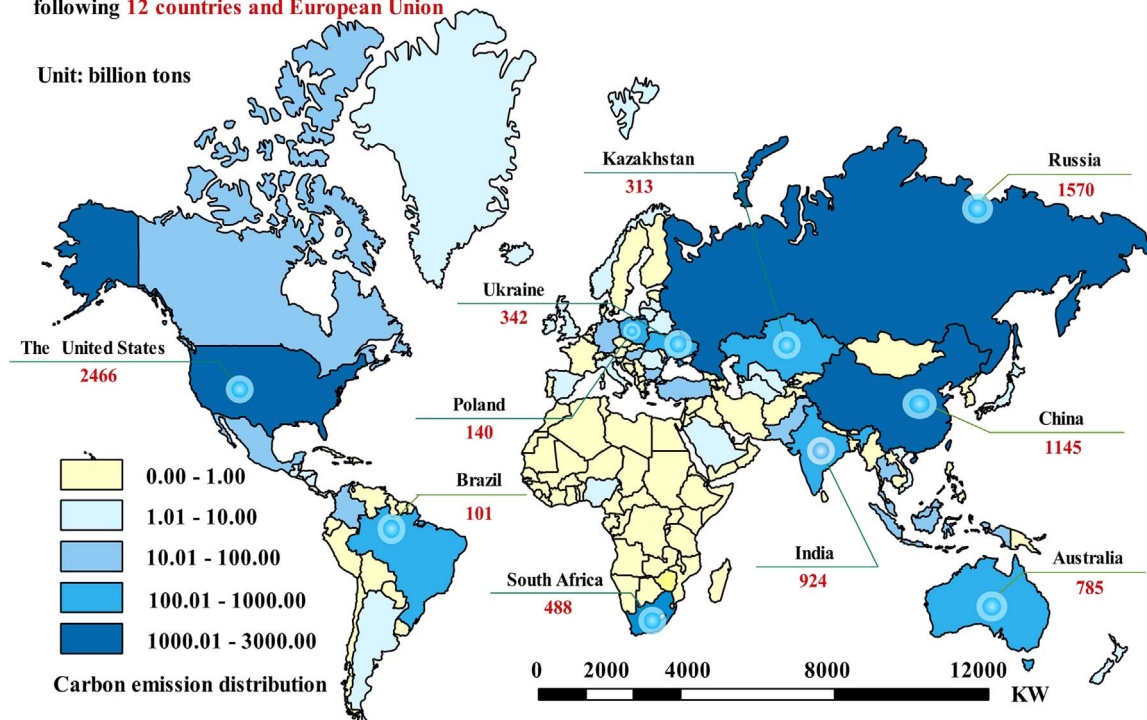 following 12 countries and European Union
Unit: billion tons
Kazakhstan
313
Russia
1570
Ukraine
342
The United States
2466
Poland
140
China
1145
Brazil
101
India
924
Australia
785
South Africa
488
0.00 - 1.00
1.01 - 10.00
10.01 - 100.00
100.01 - 1000.00
1000.01 - 3000.00
Carbon emission distribution
0 2000 4000 8000 12000
KW